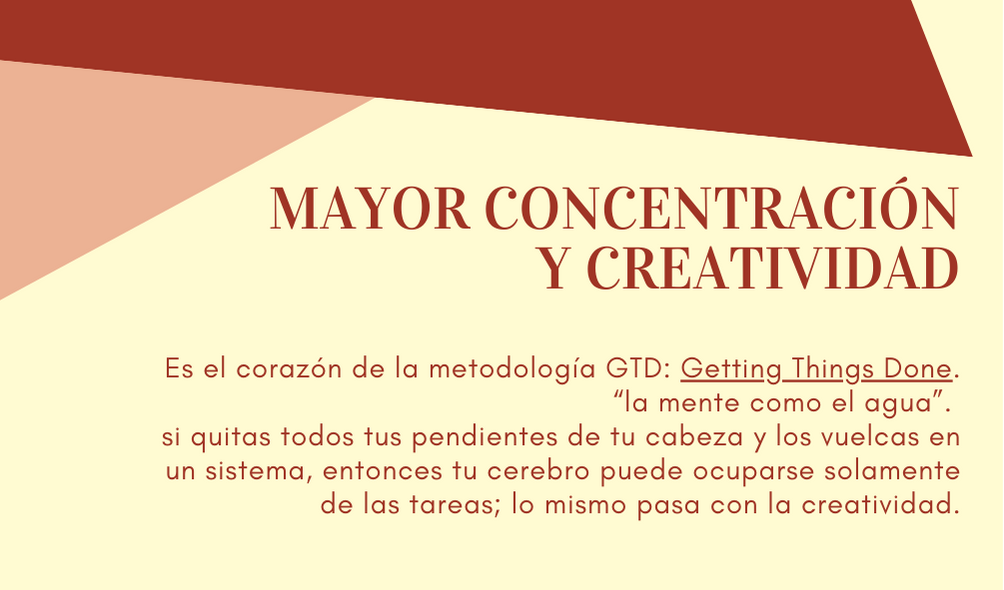 MAYOR CONCENTRACIÓN
Y CREATIVIDAD
Es el corazón de la metodología GTD: Getting Things Done.
“la mente como el agua”.
si quitas todos tus pendientes de tu cabeza y los vuelcas en
un sistema, entonces tu cerebro puede ocuparse solamente
de las tareas; lo mismo pasa con la creatividad.